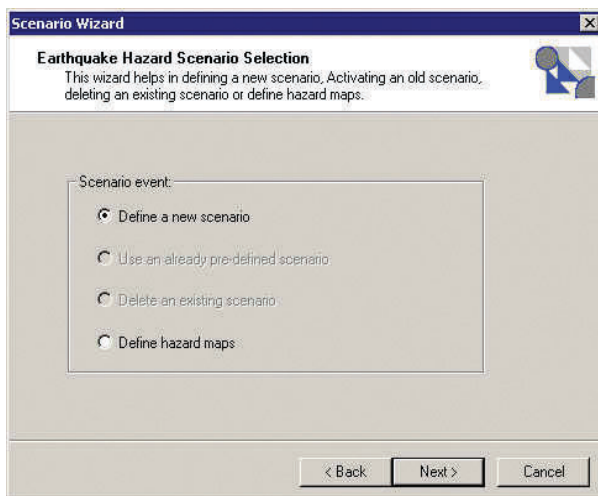 Scenario Wizard
Earthquake Hazard Scenario Selection
This wizard helps in defining a new scenario, Activating an old scenario,
deleting an existing scenario or define hazard maps.
Scenario event:
Define a new scenario
Use an already pre-defined scenario
Delete an existing scenario
Define hazard maps
< Back Next > Cancel